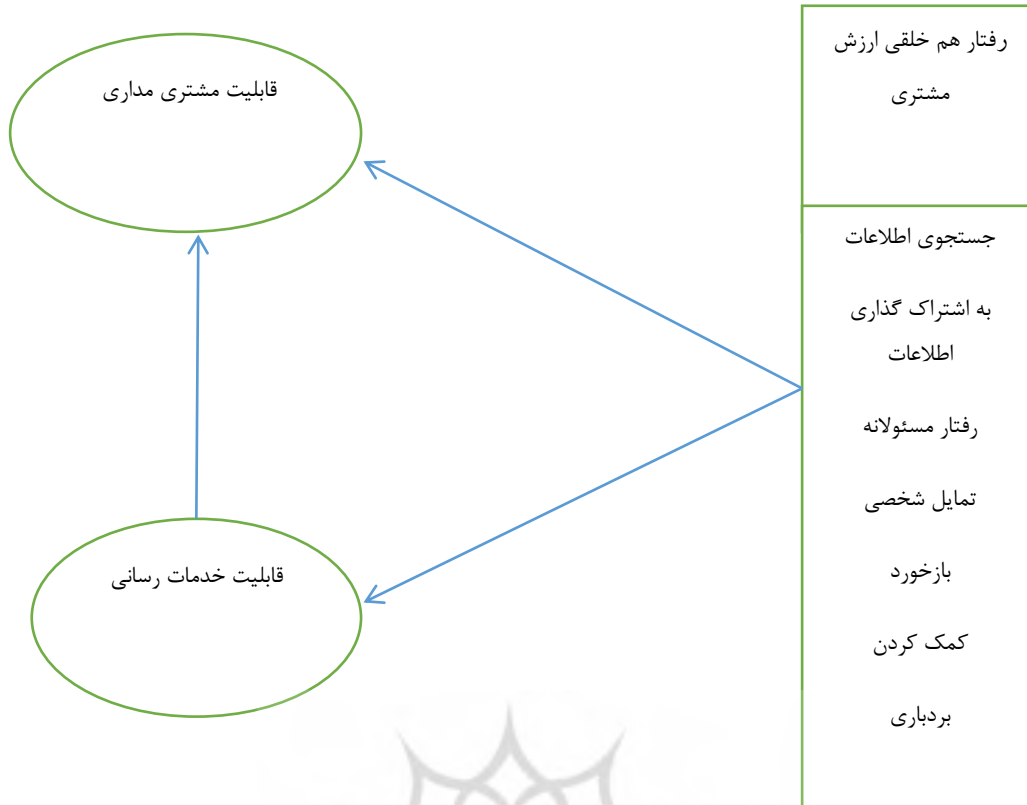 رفتار هم خلقی ارزش
مشتری
قابلیت مشتری مداری
جستجوی اطلاعات
به اشتراک گذاری
اطلاعات
رفتار مسئولانه
تمایل شخصی
بازخورد
قابلیت خدمات رسانی
کمک کردن
بردباری